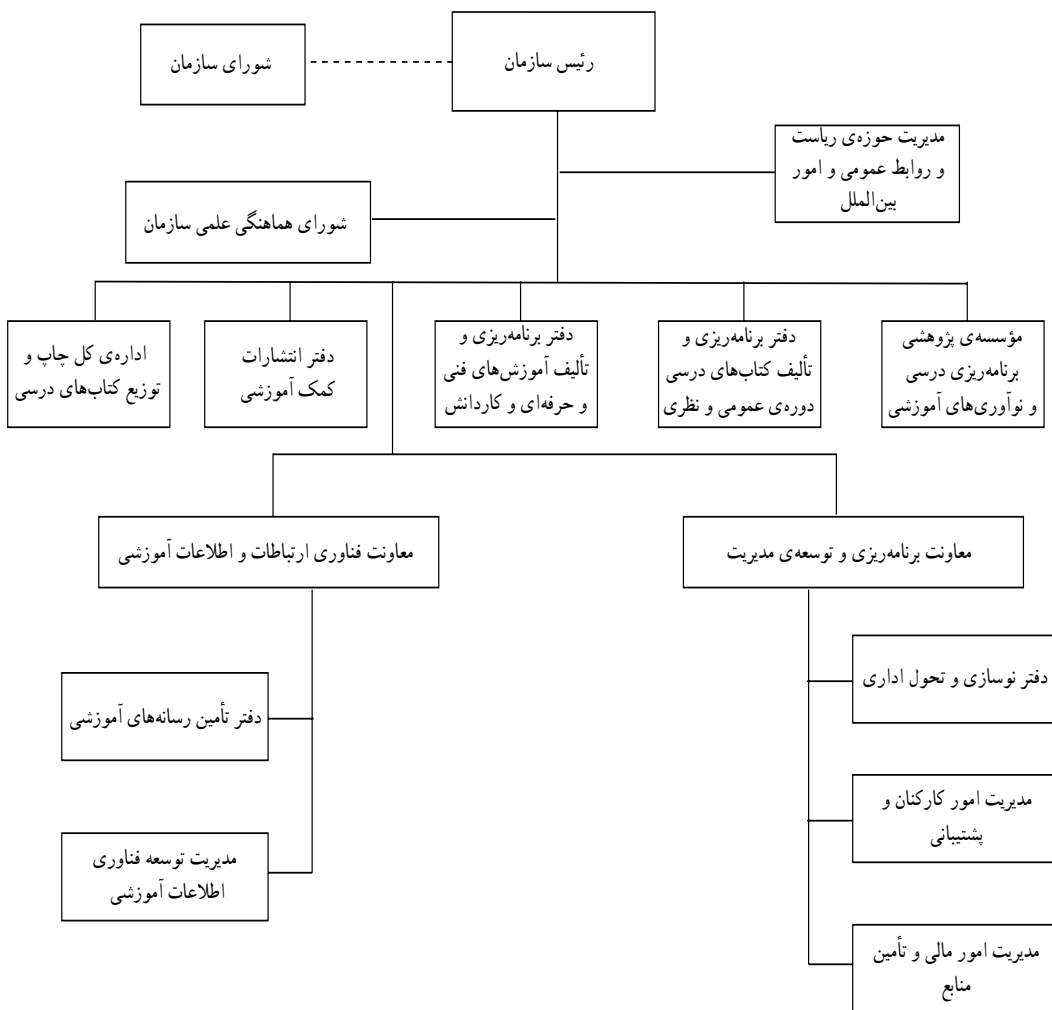 رئیس سازمان
شورای سازمان
مدیریت حوزه‌ی ریاست
و روابط عمومی و امور
بین‌الملل
شورای هماهنگی علمی سازمان
مؤسسه‌ی پژوهشی
برنامه‌ریزی درسی
و نوآوری‌های آموزشی
دفتر برنامه‌ریزی و
تألیف کتاب‌های درسی
دوره‌ی عمومی و نظری
دفتر برنامه‌ریزی و
تألیف آموزش‌های فنی
و حرفه‌ای و کاردانش
دفتر انتشارات
کمک آموزشی
اداره‌ی کل چاپ و
توزیع کتاب‌های درسی
معاونت برنامه‌ریزی و توسعه‌ی مدیریت
معاونت فناوری ارتباطات و اطلاعات آموزشی
دفتر نوسازی و تحول اداری
مدیریت امور کارکنان و
پشتیبانی
مدیریت امور مالی و تأمین
منابع
دفتر تأمین رسانه‌های آموزشی
مدیریت توسعه فناوری
اطلاعات آموزشی